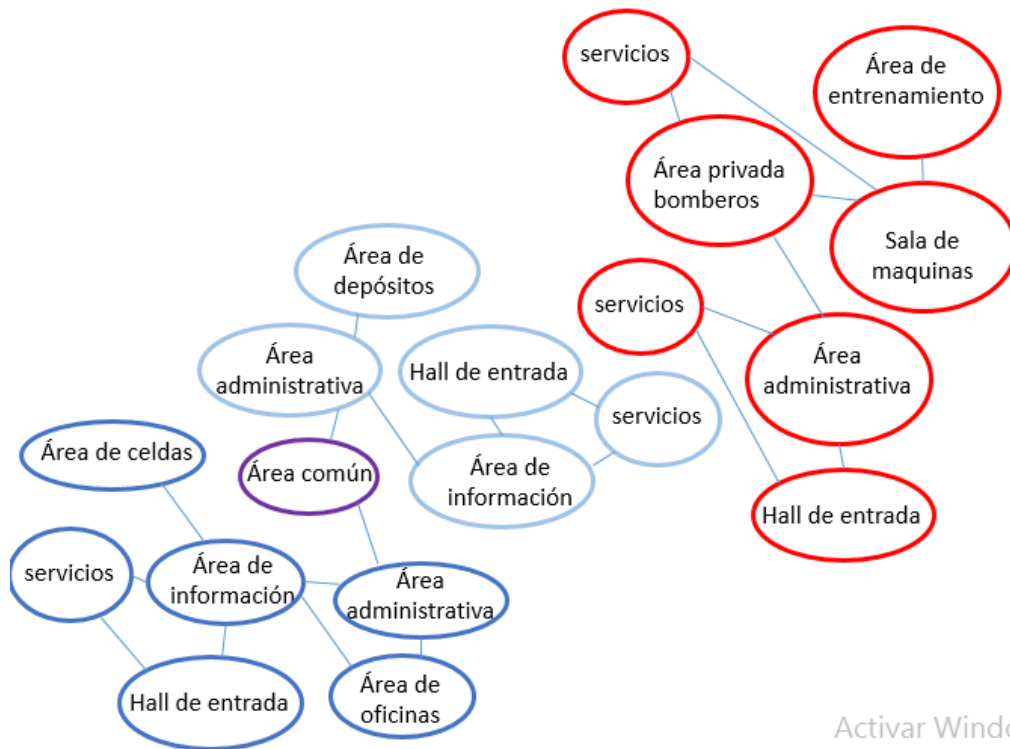 servicios
Área de
entrenamiento
Área privada
bomberos
Sala de
maquinas
Área de
depósitos
servicios
Área
administrativa
Hall de entrada
Área
administrativa
servicios
Área de celdas
Área común
Área de
información
Hall de entrada
servicios
Área de
información
Área
administrativa
Hall de entrada
Área de
oficinas
Activar Windo